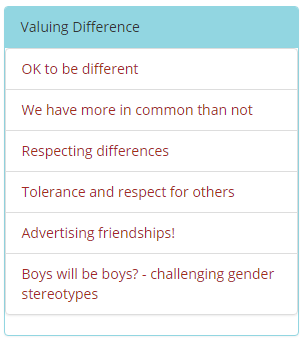 Valuing Difference
OK to be different
We have more in common than not
Respecting differences
Tolerance and respect for others
Advertising friendships!
Boys will be boys? - challenging gender
stereotypes